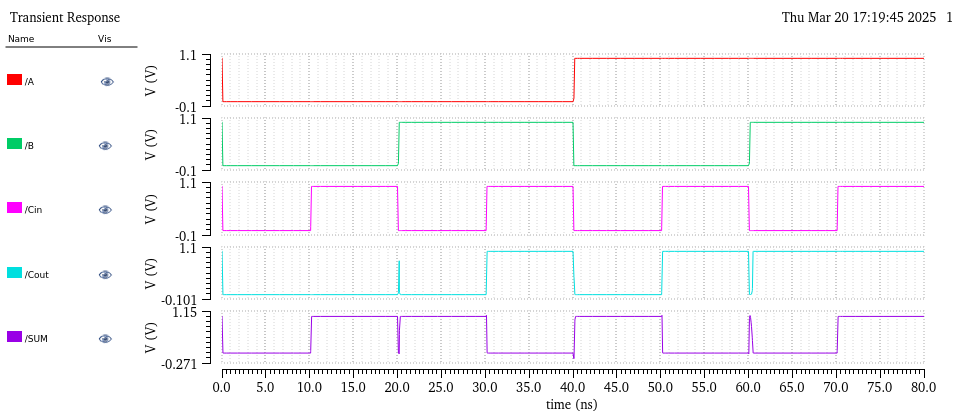 Transient Response
Thu Mar 20 17:19:45 2025 1
Name Vis
/A
V (V)
1.1
-0.1
/B
V (V)
1.1
-0.1
/Cin
V (V)
1.1
-0.1
/Cout
V (V)
1.1
-0.101
/SUM
V (V)
1.15
-0.271
0.0 5.0 10.0 15.0 20.0 25.0 30.0 35.0 40.0 45.0 50.0 55.0 60.0 65.0 70.0 75.0 80.0
time (ns)